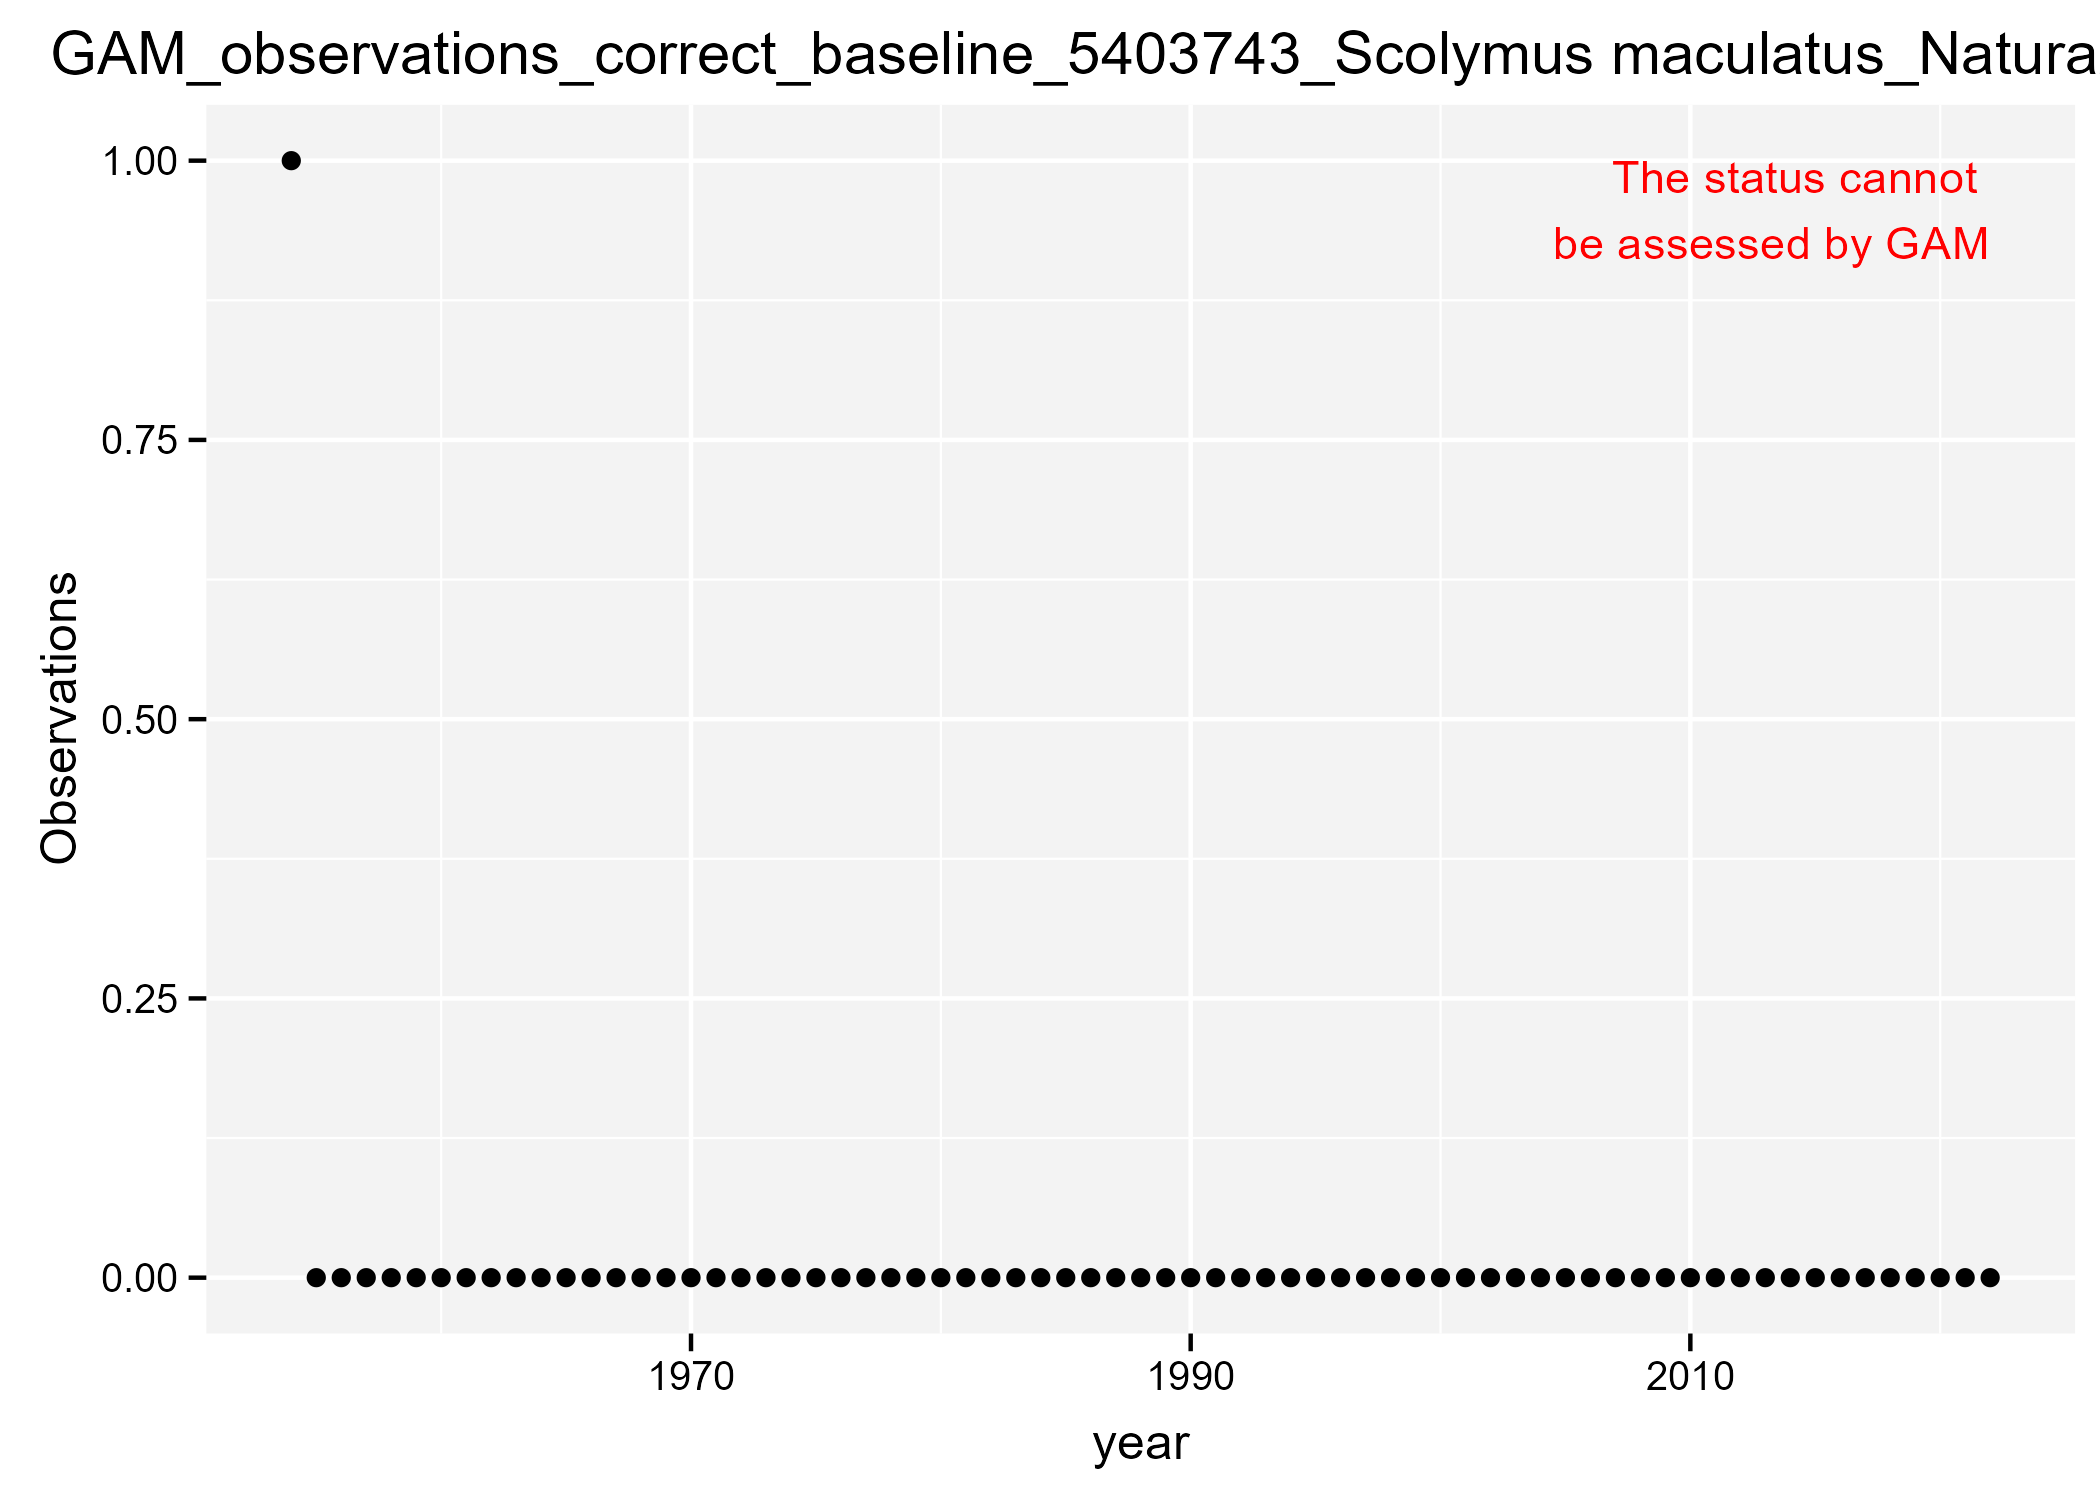 GAM_observations_correct_baseline_5403743_Scolymus maculatus_Natura
1.00
The status cannot
be assessed by GAM
0.75
Observations
0.50
0.25
0.00
1970 1990 2010
year